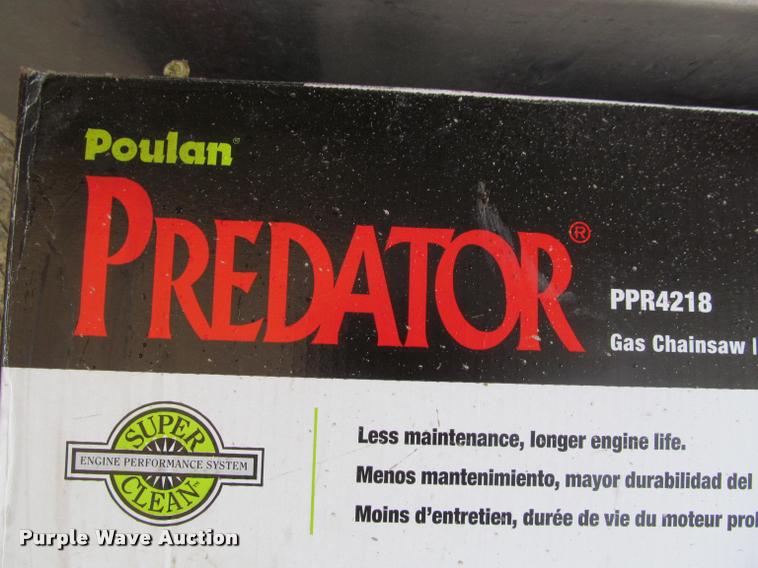 Poulan®
PREDATOR®
PPR4218
Gas Chainsaw
SUPER
ENGINE PERFORMANCE SYSTEM
CLEAN™
Less maintenance, longer engine life.
Menos mantenimiento, mayor durabilidad del
Moins d'entretien, durée de vie du moteur
Purple Wave Auction